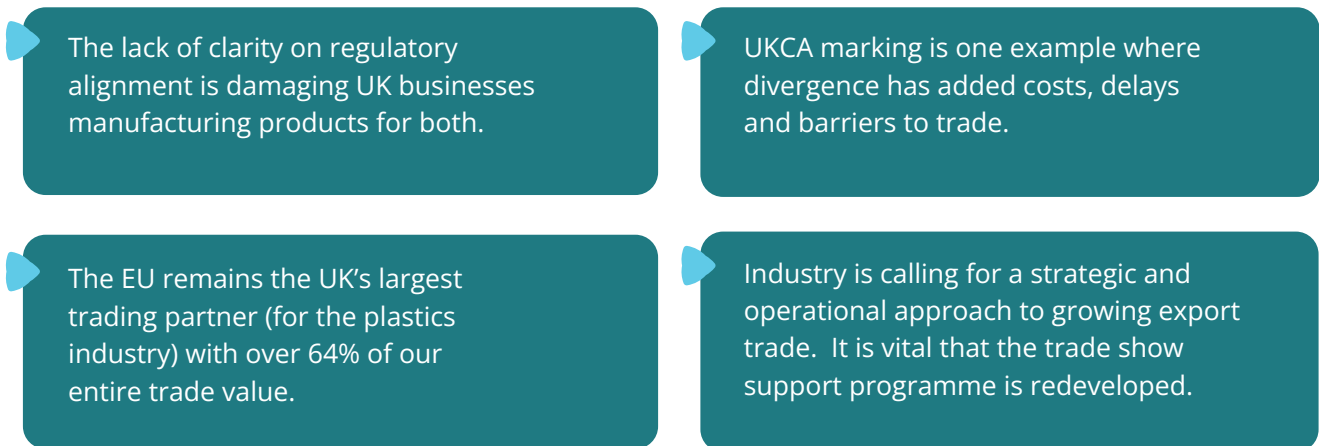 The lack of clarity on regulatory
alignment is damaging UK businesses
manufacturing products for both.
UKCA marking is one example where
divergence has added costs, delays
and barriers to trade.
The EU remains the UK’s largest
trading partner (for the plastics
industry) with over 64% of our
entire trade value.
Industry is calling for a strategic and
operational approach to growing export
trade.  It is vital that the trade show
support programme is redeveloped.